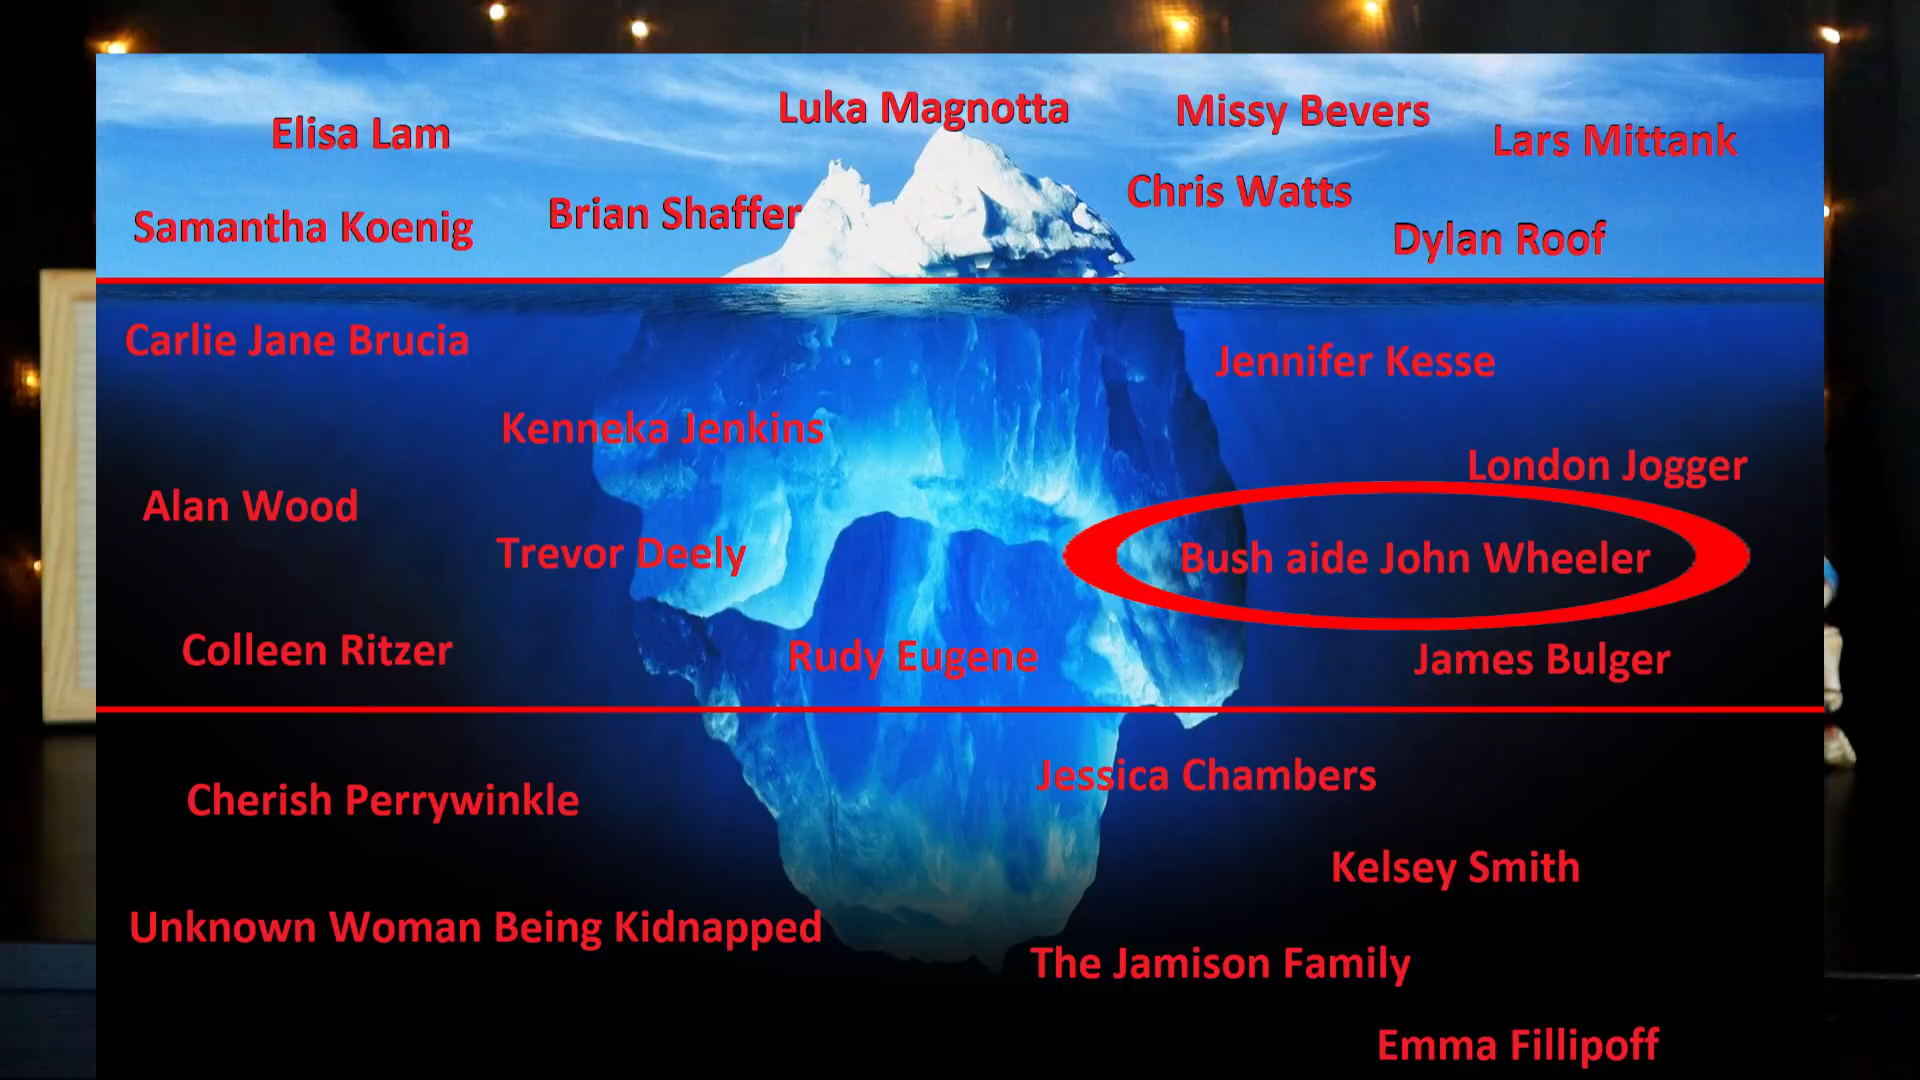 Luka Magnotta
Missy Bevers
Elisa Lam
Lars Mittank
Chris Watts
Brian Shaffer
Samantha Koenig
Dylan Roof
Carlie Jane Brucia
Jennifer Kesse
Kenneka Jenkins
London Jogger
Alan Wood
Trevor Deely
Bush aide John Wheeler
Colleen Ritzer
Rudy Eugene
James Bulger
Jessica Chambers
Cherish Perrywinkle
Kelsey Smith
Unknown Woman Being Kidnapped
The Jamison Family
Emma Fillipoff